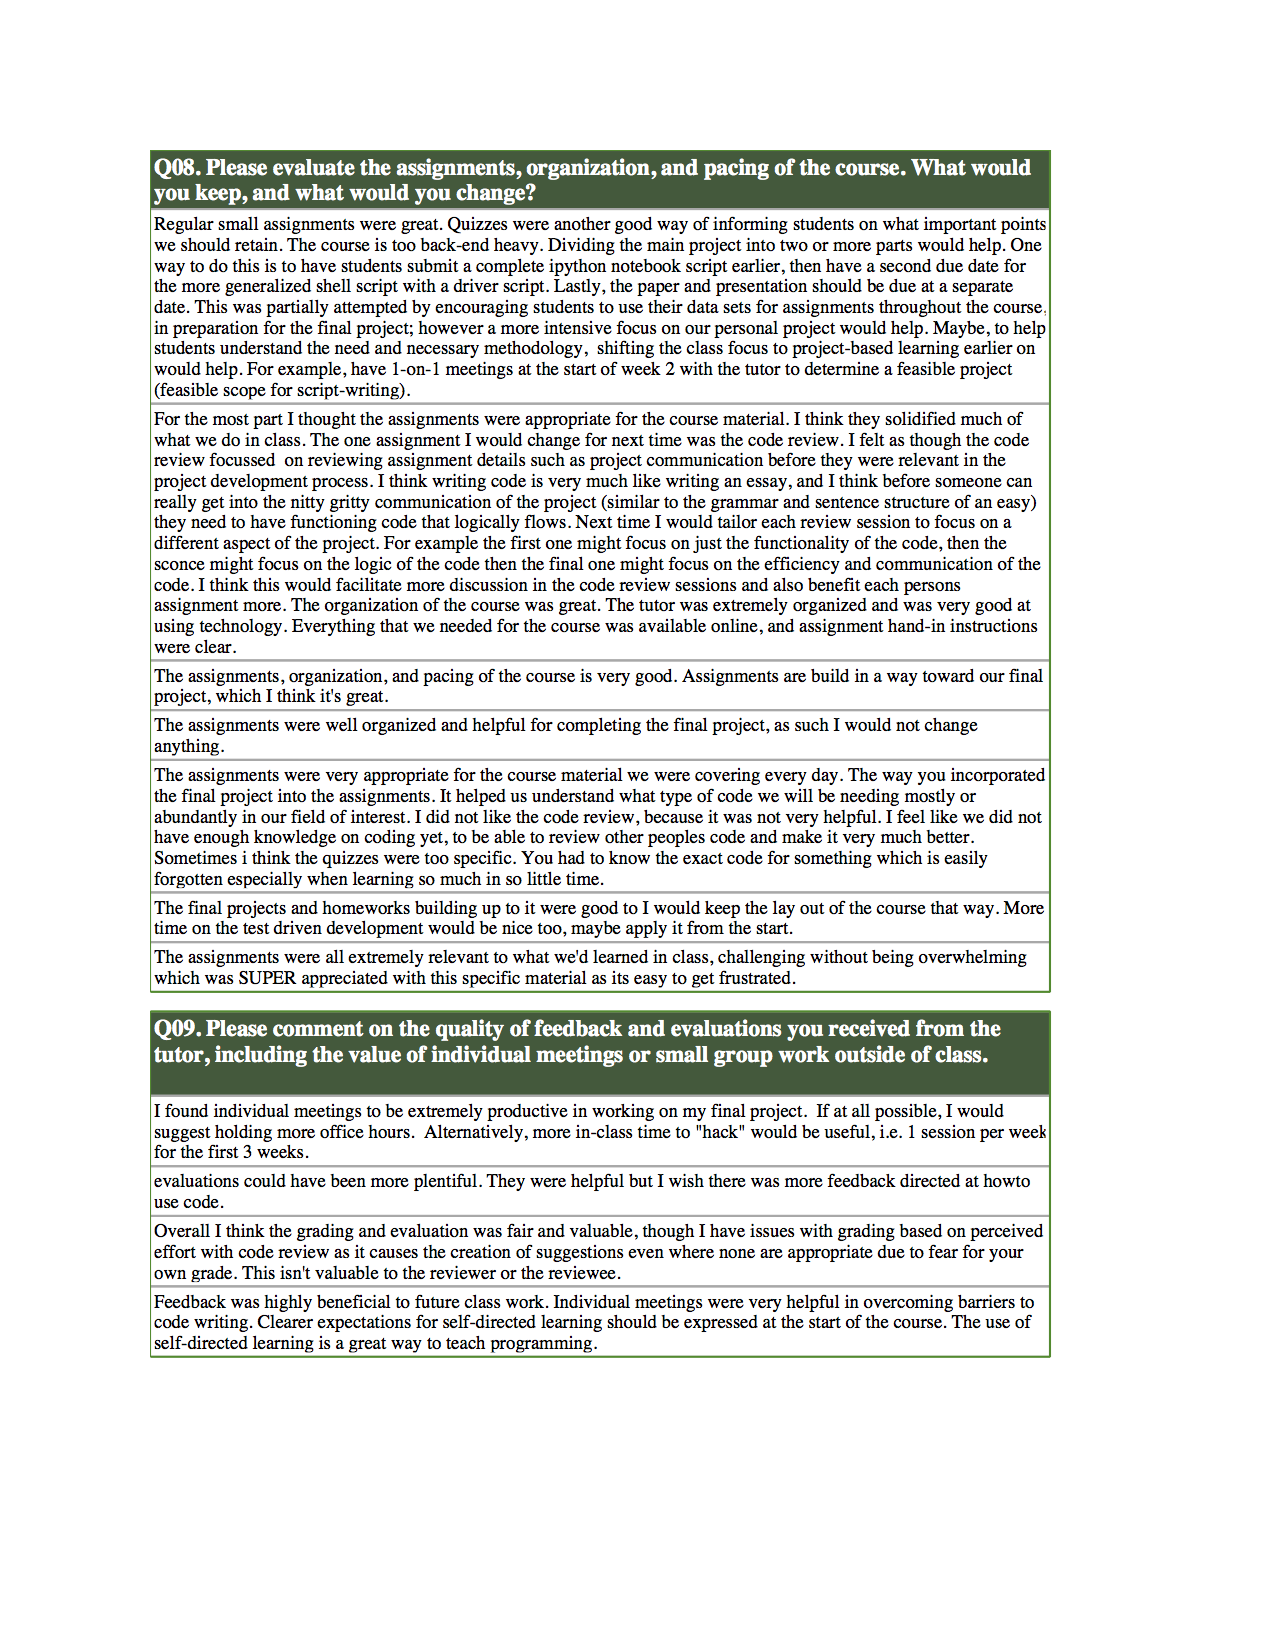 Q08. Please evaluate the assignments, organization, and pacing of the course. What would
you keep, and what would you change?
Regular small assignments were great. Quizzes were another good way of informing students on what important points
we should retain. The course is too back-end heavy. Dividing the main project into two or more parts would help. One
way to do this is to have students submit a complete ipython notebook script earlier, then have a second due date for
the more generalized shell script with a driver script. Lastly, the paper and presentation should be due at a separate
date. This was partially attempted by encouraging students to use their data sets for assignments throughout the course,
in preparation for the final project; however a more intensive focus on our personal project would help. Maybe, to help
students understand the need and necessary methodology,  shifting the class focus to project-based learning earlier on
would help. For example, have 1-on-1 meetings at the start of week 2 with the tutor to determine a feasible project
(feasible scope for script-writing).
For the most part I thought the assignments were appropriate for the course material. I think they solidified much of
what we do in class. The one assignment I would change for next time was the code review. I felt as though the code
review focussed  on reviewing assignment details such as project communication before they were relevant in the
project development process. I think writing code is very much like writing an essay, and I think before someone can
really get into the nitty gritty communication of the project (similar to the grammar and sentence structure of an easy)
they need to have functioning code that logically flows. Next time I would tailor each review session to focus on a
different aspect of the project. For example the first one might focus on just the functionality of the code, then the
sconce might focus on the logic of the code then the final one might focus on the efficiency and communication of the
code. I think this would facilitate more discussion in the code review sessions and also benefit each persons
assignment more. The organization of the course was great. The tutor was extremely organized and was very good at
using technology. Everything that we needed for the course was available online, and assignment hand-in instructions
were clear.
The assignments, organization, and pacing of the course is very good. Assignments are build in a way toward our final
project, which I think it's great.
The assignments were well organized and helpful for completing the final project, as such I would not change
anything.
The assignments were very appropriate for the course material we were covering every day. The way you incorporated
the final project into the assignments. It helped us understand what type of code we will be needing mostly or
abundantly in our field of interest. I did not like the code review, because it was not very helpful. I feel like we did not
have enough knowledge on coding yet, to be able to review other peoples code and make it very much better.
Sometimes i think the quizzes were too specific. You had to know the exact code for something which is easily
forgotten especially when learning so much in so little time.
The final projects and homeworks building up to it were good to I would keep the lay out of the course that way. More
time on the test driven development would be nice too, maybe apply it from the start.
The assignments were all extremely relevant to what we'd learned in class, challenging without being overwhelming
which was SUPER appreciated with this specific material as its easy to get frustrated.
Q09. Please comment on the quality of feedback and evaluations you received from the
tutor, including the value of individual meetings or small group work outside of class.
I found individual meetings to be extremely productive in working on my final project.  If at all possible, I would
suggest holding more office hours.  Alternatively, more in-class time to "hack" would be useful, i.e. 1 session per week
for the first 3 weeks.
evaluations could have been more plentiful. They were helpful but I wish there was more feedback directed at howto
use code.
Overall I think the grading and evaluation was fair and valuable, though I have issues with grading based on perceived
effort with code review as it causes the creation of suggestions even where none are appropriate due to fear for your
own grade. This isn't valuable to the reviewer or the reviewee.
Feedback was highly beneficial to future class work. Individual meetings were very helpful in overcoming barriers to
code writing. Clearer expectations for self-directed learning should be expressed at the start of the course. The use of
self-directed learning is a great way to teach programming.